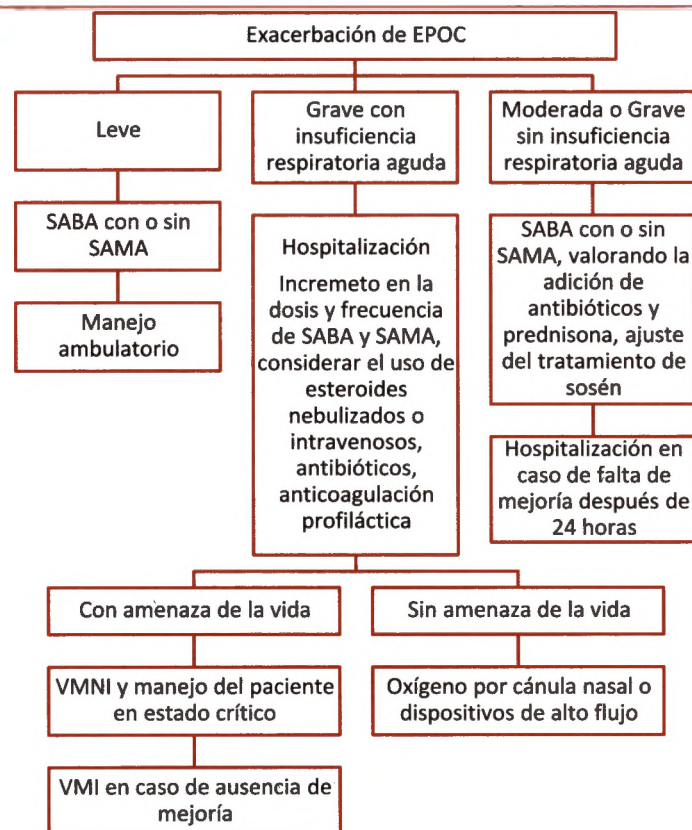 Exacerbación de EPOC
Leve
SABA con o sin
SAMA
Manejo
ambulatorio
Grave con
insuficiencia
respiratoria aguda
Hospitalización
Incremeto en la
dosis y frecuencia
de SABA y SAMA,
considerar el uso de
esteroides
nebulizados o
intravenosos,
antibióticos,
anticoagulación
profiláctica
Moderada o Grave
sin insuficiencia
respiratoria aguda
SABA con o sin
SAMA, valorando la
adición de
antibióticos y
prednisona, ajuste
del tratamiento de
sosén
Hospitalización en
caso de falta de
mejoría después de
24 horas
Con amenaza de la vida
VMNI y manejo del paciente
en estado crítico
VMI en caso de ausencia de
mejoría
Sin amenaza de la vida
Oxígeno por cánula nasal o
dispositivos de alto flujo